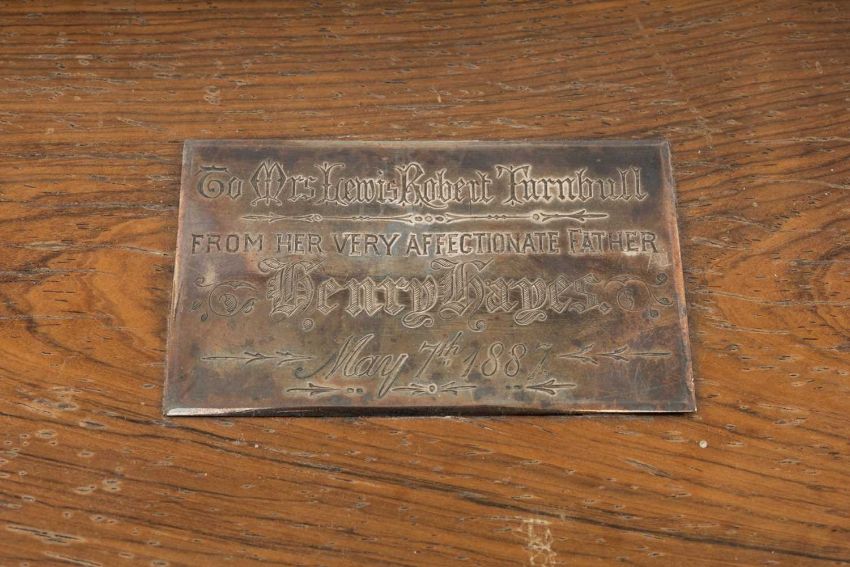 To Mrs Lewis Robert Turnbull
FROM HER VERY AFFECTIONATE FATHER
Henry Hayes.
May 7th 1887